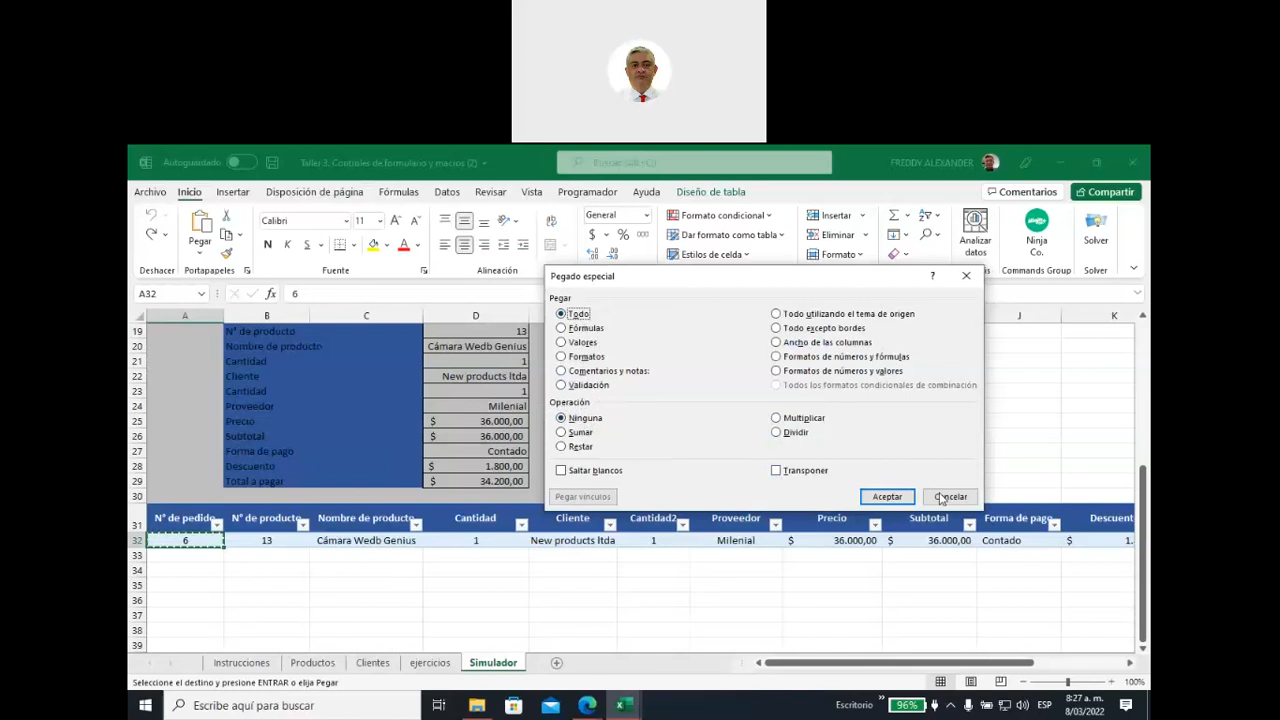 Autoguardado
Taller 3. Controles de formulario y macros (2)
Buscar (Alt+Q)
FREDDY ALEXANDER
Archivo Inicio Insertar Disposición de página Fórmulas Datos Revisar Vista Programador Ayuda Diseño de tabla
Comentarios Compartir
Pegar
Calibri 11
N K S
General
$ % 000
Formato condicional
Dar formato como tabla
Estilos de celda
Insertar
Eliminar
Formato
Analizar datos
Ninja Co.
Solver
Deshacer Portapapeles Fuente Alineación Commands Group Solver
A32 fx 6
A B C D J K
19 N° de producto 13
20 Nombre de producto Cámara Wedb Genius
21 Cantidad 1
22 Cliente New products ltda
23 Cantidad 1
24 Proveedor Milenial
25 Precio $ 36.000,00
26 Subtotal $ 36.000,00
27 Forma de pago Contado
28 Descuento $ 1.800,00
29 Total a pagar $ 34.200,00
30
31 N° de pedido N° de producto Nombre de producto Cantidad Cliente Cantidad2 Proveedor Precio Subtotal Forma de pago Descuent
32 6 13 Cámara Wedb Genius 1 New products ltda 1 Milenial $ 36.000,00 $ 36.000,00 Contado $ 1.
33
34
35
36
37
38
39
Pegado especial ?
Pegar
Todo
Fórmulas
Valores
Formatos
Comentarios y notas:
Validación
Todo utilizando el tema de origen
Todo excepto bordes
Ancho de las columnas
Formatos de números y fórmulas
Formatos de números y valores
Todos los formatos condicionales de combinación
Operación
Ninguna
Sumar
Restar
Multiplicar
Dividir
Saltar blancos Transponer
Pegar vínculos Aceptar Cancelar
Instrucciones Productos Clientes ejercicios Simulador
Seleccione el destino y presione ENTRAR o elija Pegar
100%
Escribe aquí para buscar
Escritorio » 96% ESP
8:27 a. m.
8/03/2022